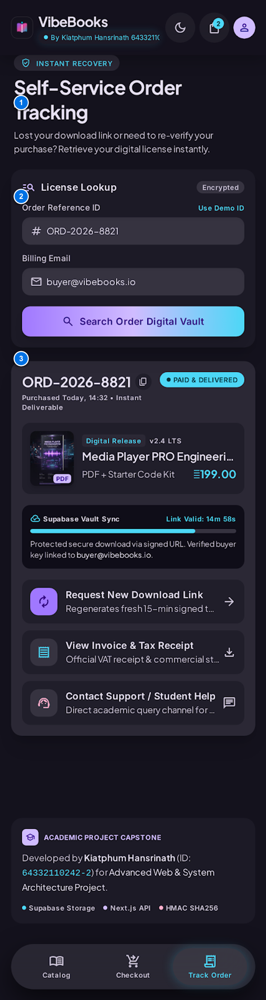 VibeBooks
By Kiatphum Hansrinath 6433211
2
INSTANT RECOVERY
Self-Service Order
1
Tracking
Lost your download link or need to re-verify your
purchase? Retrieve your digital license instantly.
License Lookup
Encrypted
2
Order Reference ID
Use Demo ID
# ORD-2026-8821
Billing Email
buyer@vibebooks.io
Search Order Digital Vault
3
ORD-2026-8821
PAID & DELIVERED
Purchased Today, 14:32 • Instant
Deliverable
Digital Release v2.4 LTS
Media Player PRO Engineeri...
PDF
PDF + Starter Code Kit
199.00
Supabase Vault Sync
Link Valid: 14m 58s
Protected secure download via signed URL. Verified buyer
key linked to buyer@vibebooks.io.
Request New Download Link
Regenerates fresh 15-min signed t...
View Invoice & Tax Receipt
Official VAT receipt & commercial st...
Contact Support / Student Help
Direct academic query channel for ...
ACADEMIC PROJECT CAPSTONE
Developed by Kiatphum Hansrinath (ID:
64332110242-2) for Advanced Web & System
Architecture Project.
Supabase Storage
Next.js API
HMAC SHA256
Catalog
Checkout
Track Order